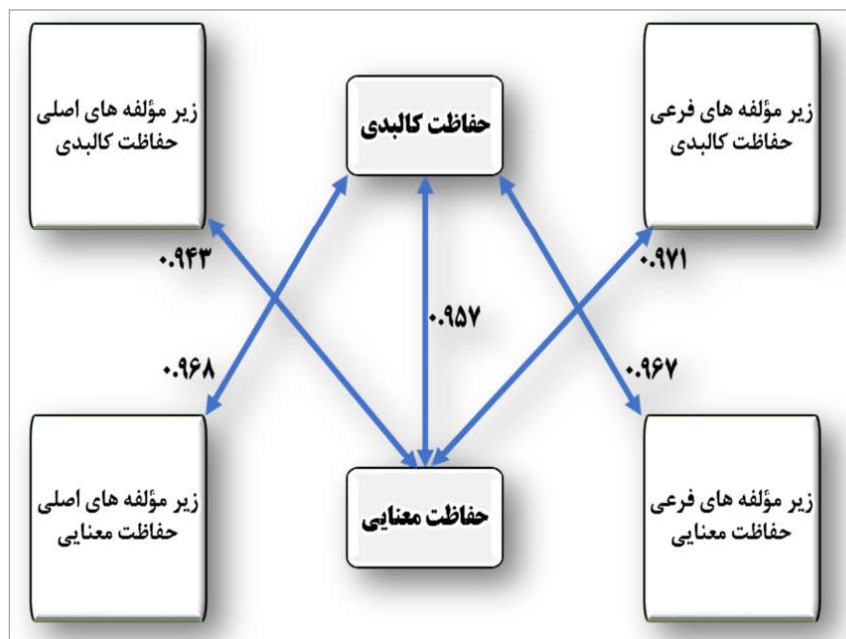 زیر مؤلفه های فرعی
حفاظت کالبدی
حفاظت کالبدی
زیر مؤلفه های اصلی
حفاظت کالبدی
۰.۹۷۱
۰.۹۴۳
۰.۹۵۷
۰.۹۶۷
۰.۹۶۸
زیر مؤلفه های فرعی
حفاظت معنایی
حفاظت معنایی
زیر مؤلفه های اصلی
حفاظت معنایی